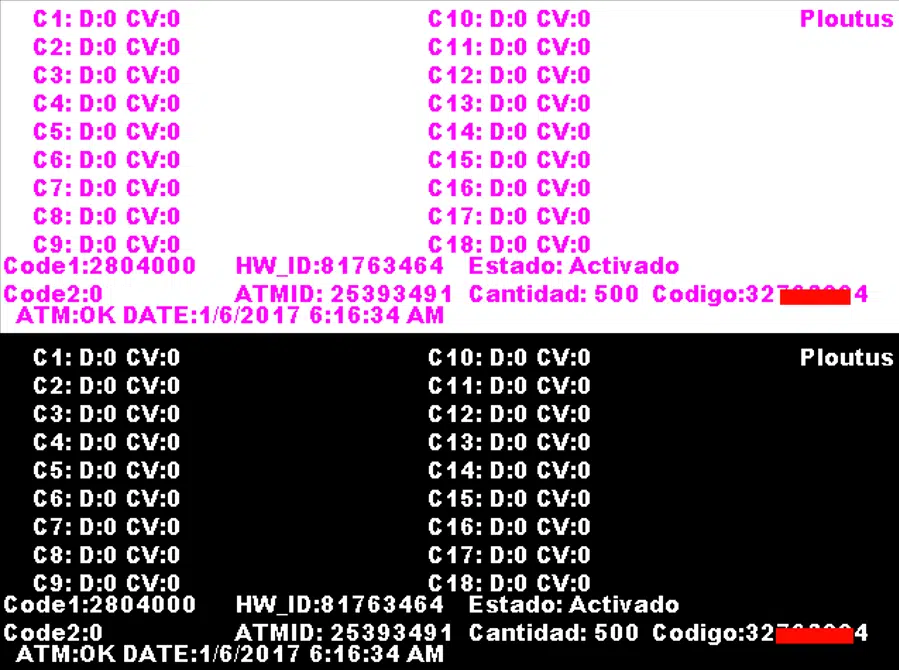 C1: D:0 CV:0 C10: D:0 CV:0 Ploutus
C2: D:0 CV:0 C11: D:0 CV:0
C3: D:0 CV:0 C12: D:0 CV:0
C4: D:0 CV:0 C13: D:0 CV:0
C5: D:0 CV:0 C14: D:0 CV:0
C6: D:0 CV:0 C15: D:0 CV:0
C7: D:0 CV:0 C16: D:0 CV:0
C8: D:0 CV:0 C17: D:0 CV:0
C9: D:0 CV:0 C18: D:0 CV:0
Code1:2804000 HW_ID:81763464 Estado: Activado
Code2:0 ATMID: 25393491 Cantidad: 500 Codigo:32 4
ATM:OK DATE:1/6/2017 6:16:34 AM
C1: D:0 CV:0 C10: D:0 CV:0 Ploutus
C2: D:0 CV:0 C11: D:0 CV:0
C3: D:0 CV:0 C12: D:0 CV:0
C4: D:0 CV:0 C13: D:0 CV:0
C5: D:0 CV:0 C14: D:0 CV:0
C6: D:0 CV:0 C15: D:0 CV:0
C7: D:0 CV:0 C16: D:0 CV:0
C8: D:0 CV:0 C17: D:0 CV:0
C9: D:0 CV:0 C18: D:0 CV:0
Code1:2804000 HW_ID:81763464 Estado: Activado
Code2:0 ATMID: 25393491 Cantidad: 500 Codigo:32 4
ATM:OK DATE:1/6/2017 6:16:34 AM